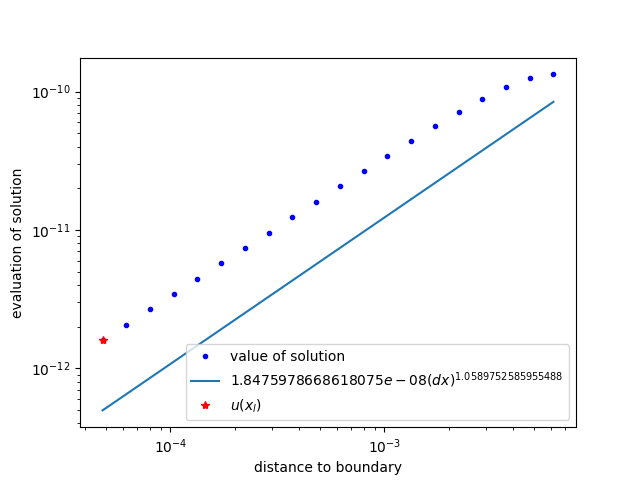 10⁻¹⁰
10⁻¹¹
10⁻¹²
evaluation of solution
value of solution
1.8475978668618075e − 08(dx)^1.0589752585955488
u(x_l)
10⁻⁴
10⁻³
distance to boundary